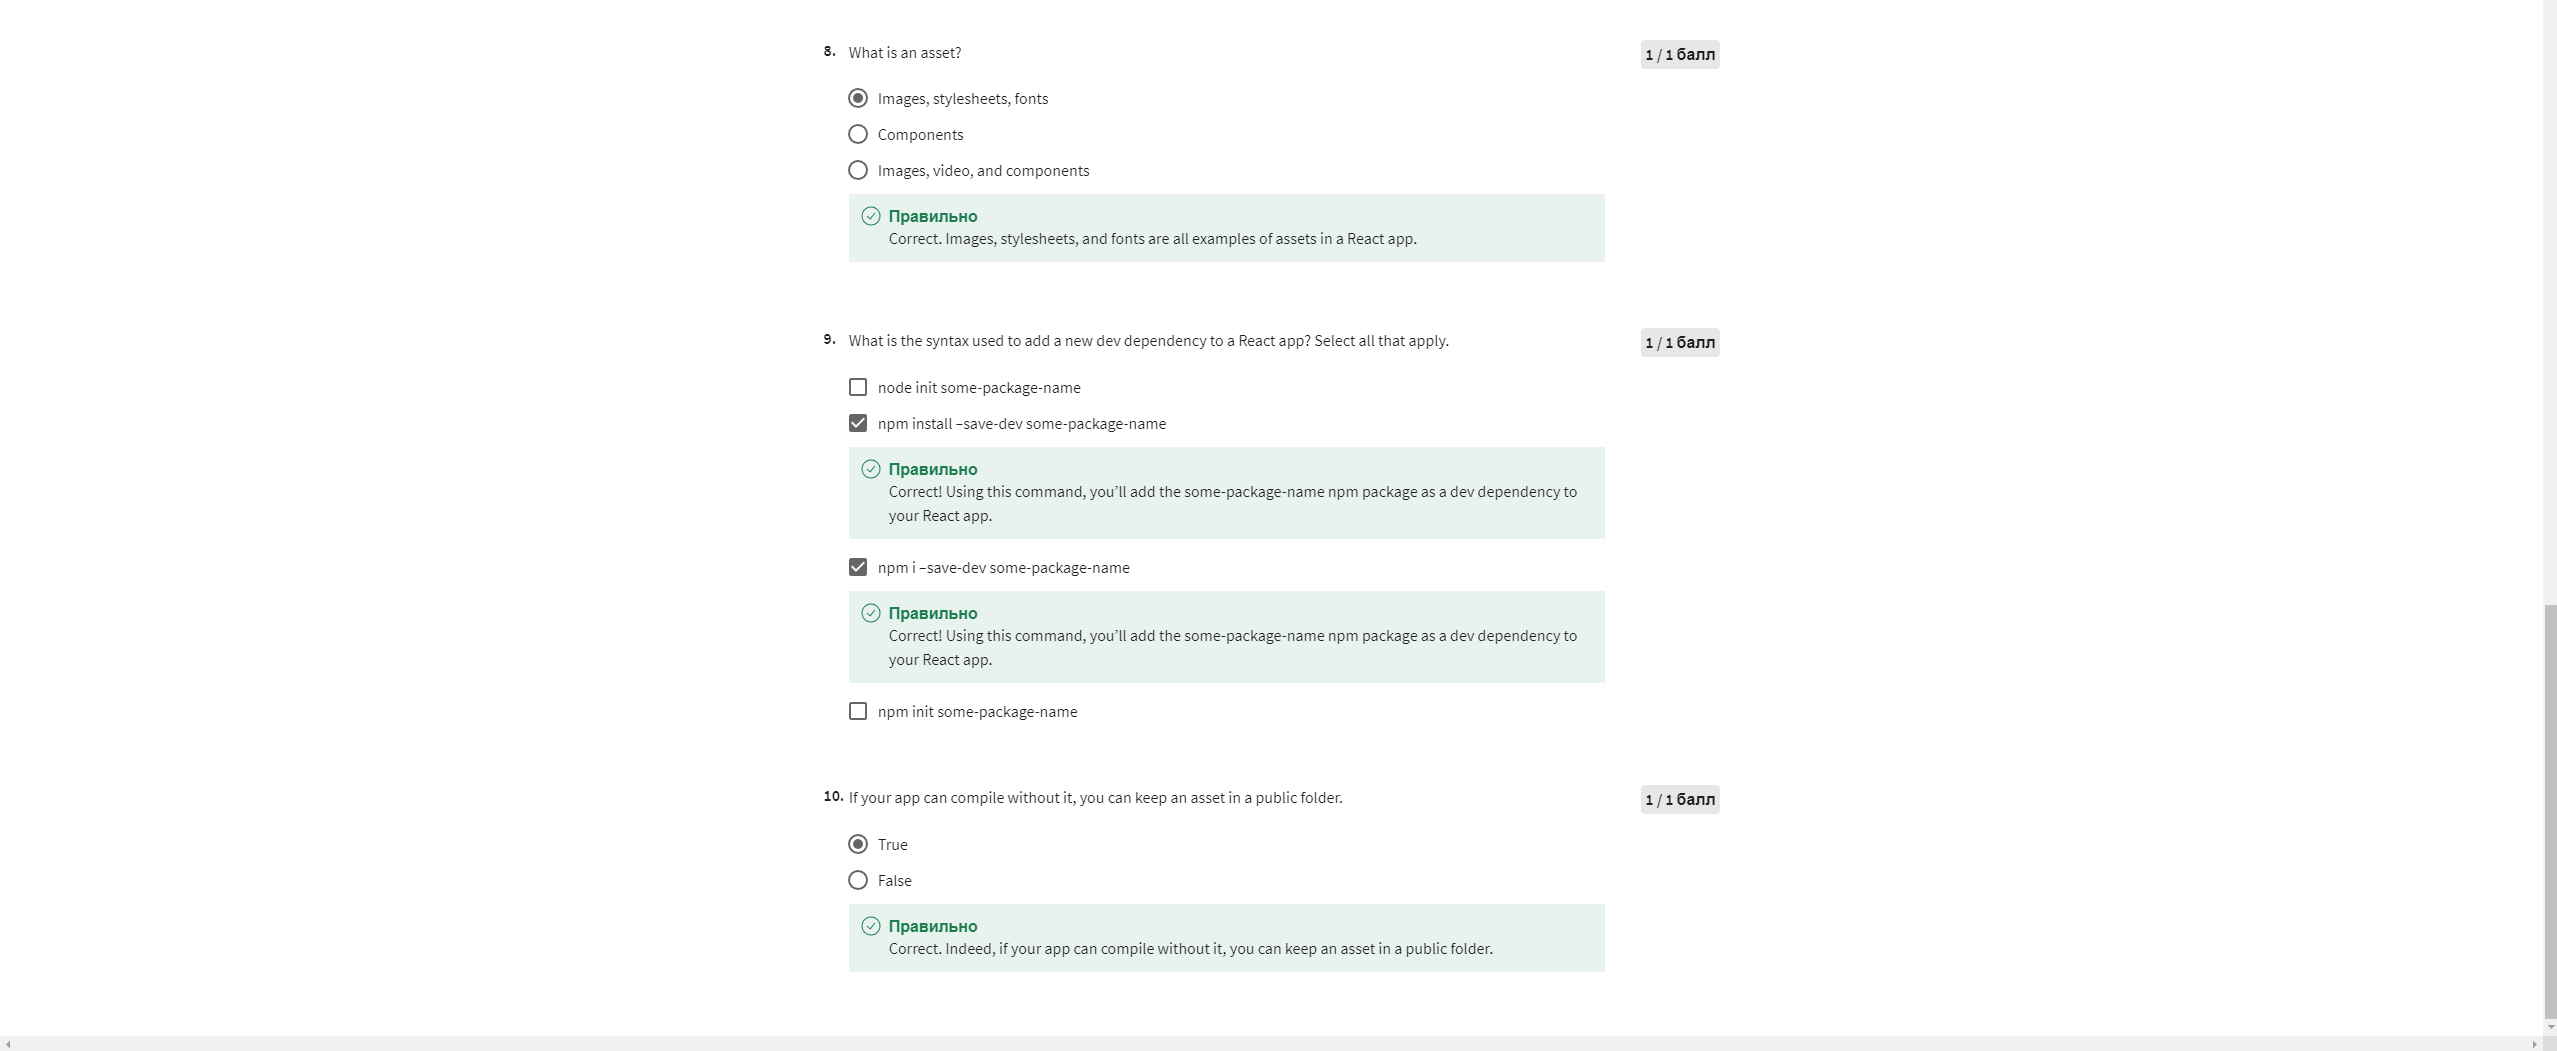 8. What is an asset?
1 / 1 балл
Images, stylesheets, fonts
Components
Images, video, and components
Правильно
Correct. Images, stylesheets, and fonts are all examples of assets in a React app.
9. What is the syntax used to add a new dev dependency to a React app? Select all that apply.
1 / 1 балл
node init some-package-name
npm install –save-dev some-package-name
Правильно
Correct! Using this command, you’ll add the some-package-name npm package as a dev dependency to
your React app.
npm i –save-dev some-package-name
Правильно
Correct! Using this command, you’ll add the some-package-name npm package as a dev dependency to
your React app.
npm init some-package-name
10. If your app can compile without it, you can keep an asset in a public folder.
1 / 1 балл
True
False
Правильно
Correct. Indeed, if your app can compile without it, you can keep an asset in a public folder.